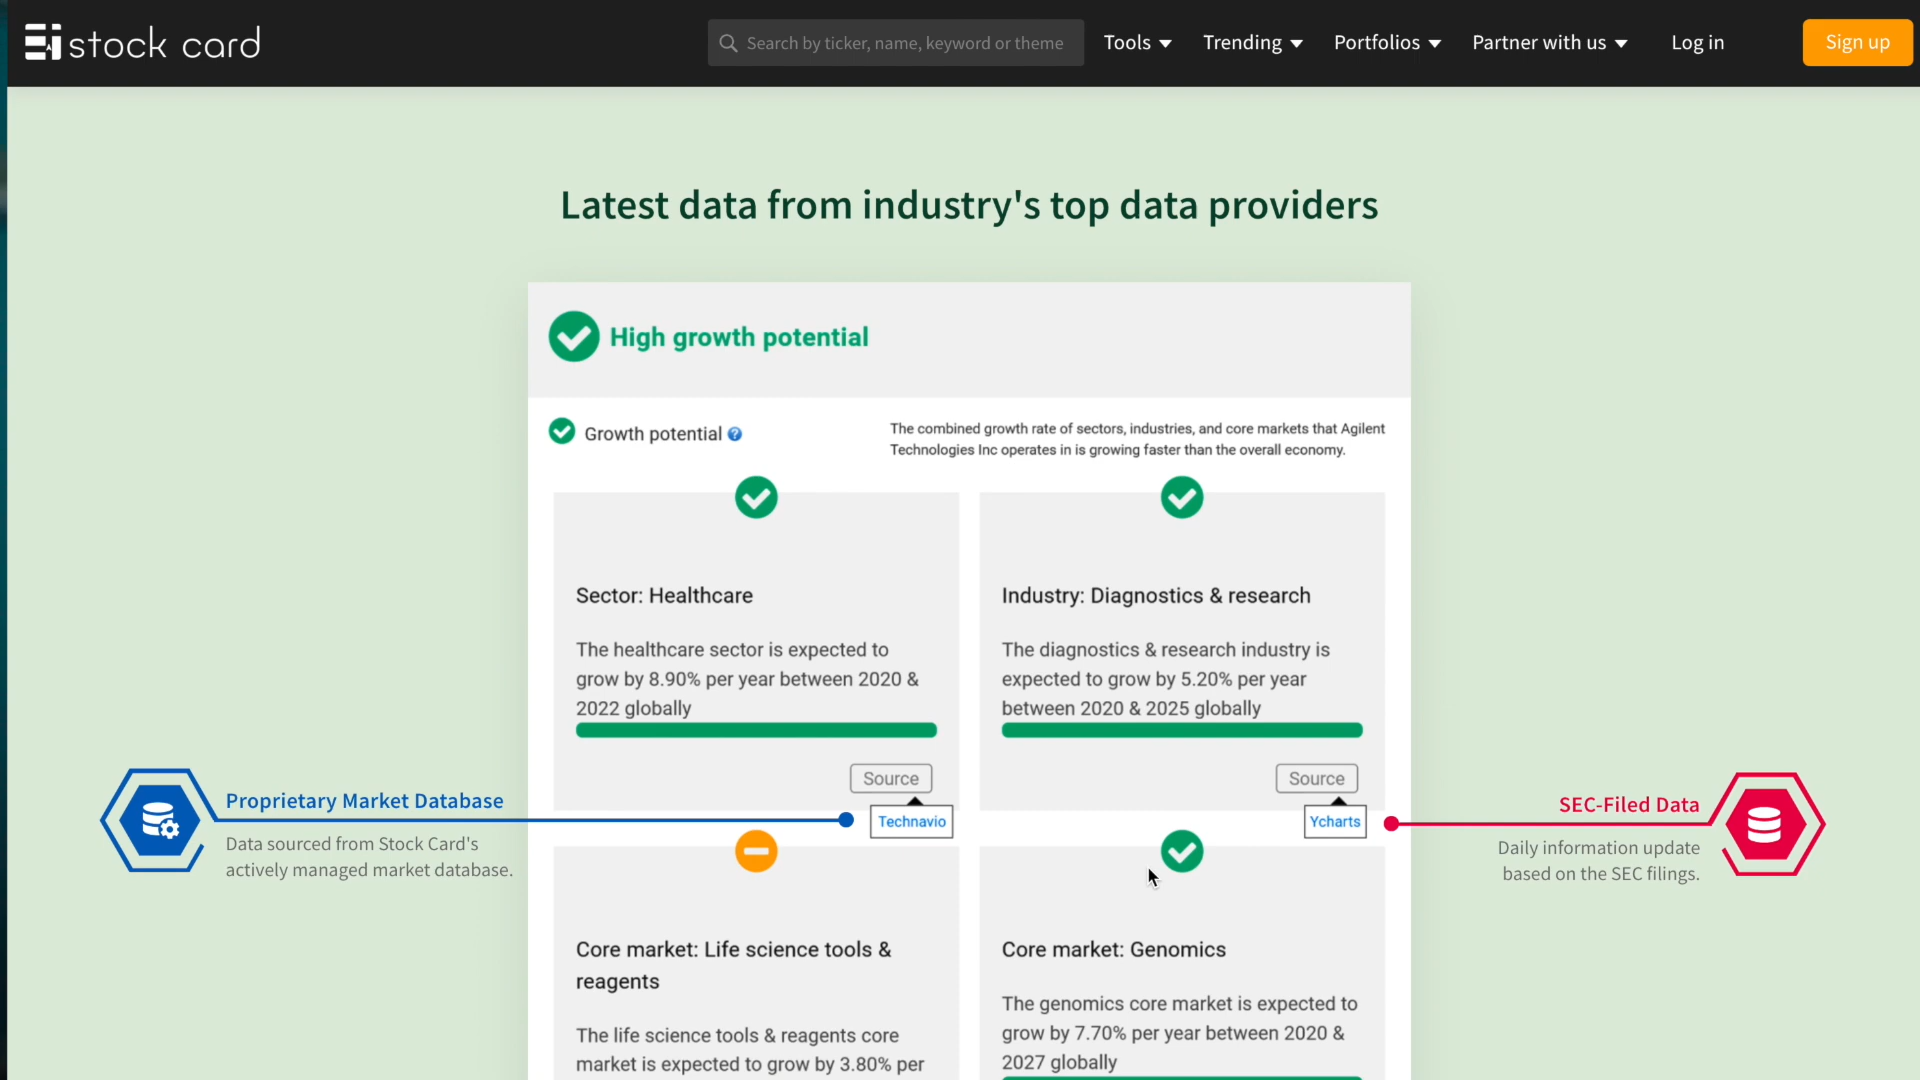 stock card
Search by ticker, name, keyword or theme
Tools
Trending
Portfolios
Partner with us
Log in
Sign up
Latest data from industry's top data providers
High growth potential
Growth potential ?
The combined growth rate of sectors, industries, and core markets that Agilent
Technologies Inc operates in is growing faster than the overall economy.
Sector: Healthcare
The healthcare sector is expected to
grow by 8.90% per year between 2020 &
2022 globally
Source
Technavio
Industry: Diagnostics & research
The diagnostics & research industry is
expected to grow by 5.20% per year
between 2020 & 2025 globally
Source
Ycharts
Proprietary Market Database
Data sourced from Stock Card's
actively managed market database.
SEC-Filed Data
Daily information update
based on the SEC filings.
Core market: Life science tools &
reagents
The life science tools & reagents core
market is expected to grow by 3.80% per
Core market: Genomics
The genomics core market is expected to
grow by 7.70% per year between 2020 &
2027 globally